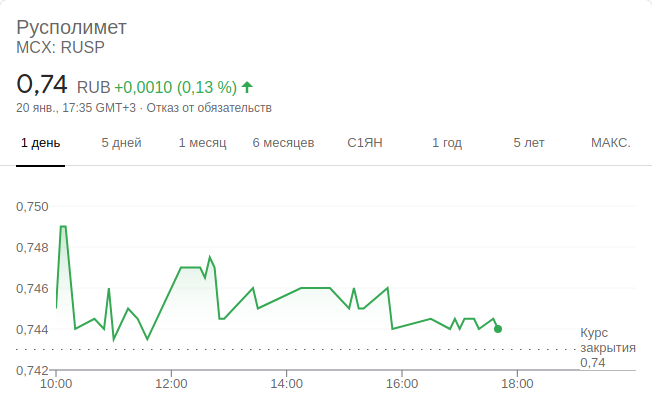 Русполимет
MCX: RUSP
0,74 RUB +0,0010 (0,13 %)
20 янв., 17:35 GMT+3 · Отказ от обязательств
1 день 5 дней 1 месяц 6 месяцев С1ЯН 1 год 5 лет МАКС.
0,750
0,748
0,746
0,744
Курс
закрытия
0,74
0,742
10:00 12:00 14:00 16:00 18:00